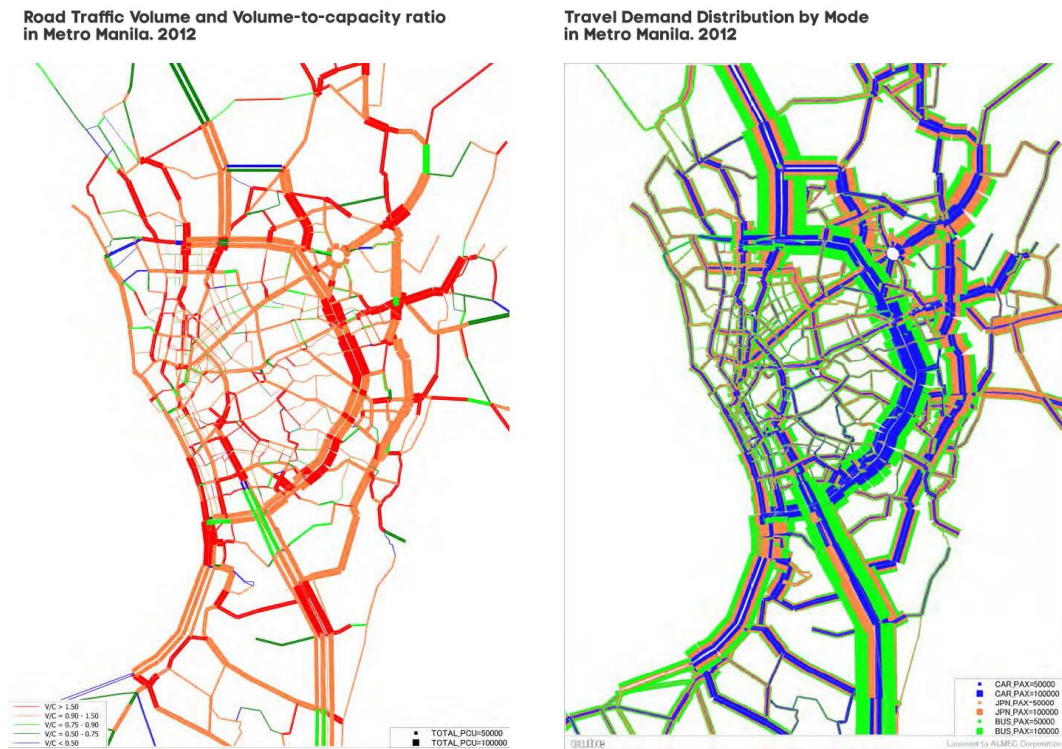 Road Traffic Volume and Volume-to-capacity ratio
in Metro Manila. 2012
Travel Demand Distribution by Mode
in Metro Manila. 2012
V/C > 1.50
V/C = 0.90 - 1.50
V/C = 0.75 - 0.90
V/C = 0.50 - 0.75
V/C < 0.50
TOTAL_PCU=50000
TOTAL_PCU=100000
CAR_PAX=50000
CAR_PAX=100000
JPN_PAX=50000
JPN_PAX=100000
BUS_PAX=50000
BUS_PAX=100000
Licensed to ALMEC Corporation